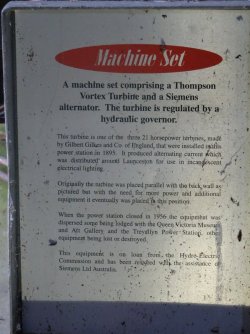 Machine Set
A machine set comprising a Thompson
Vortex Turbine and a Siemens
alternator. The turbine is regulated by a
hydraulic governor.
This turbine is one of the three 21 horsepower turbines, made
by Gilbert Gilkes and Co of England, that were installed in this
power station in 1895. It produced alternating current which
was distributed around Launceston for use in incandescent
electrical lighting.
Originally the turbine was placed parallel with the back wall as
pictured but with the need for more power and additional
equipment it eventually was placed in this position.
When the power station closed in 1956 the equipment was
dispersed some being lodged with the Queen Victoria Museum
and Art Gallery and the Trevallyn Power Station, other
equipment being lost or destroyed.
This equipment is on loan from the Hydro-Electric
Commission and has been restored with the assistance of
Siemens Ltd Australia.